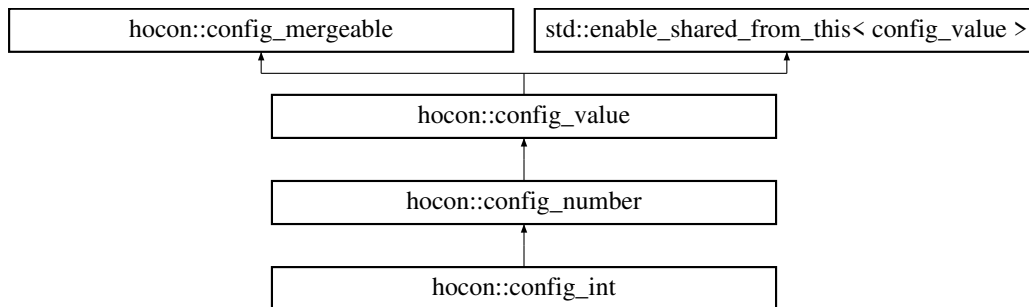 hocon::config_mergeable
std::enable_shared_from_this< config_value >
hocon::config_value
hocon::config_number
hocon::config_int